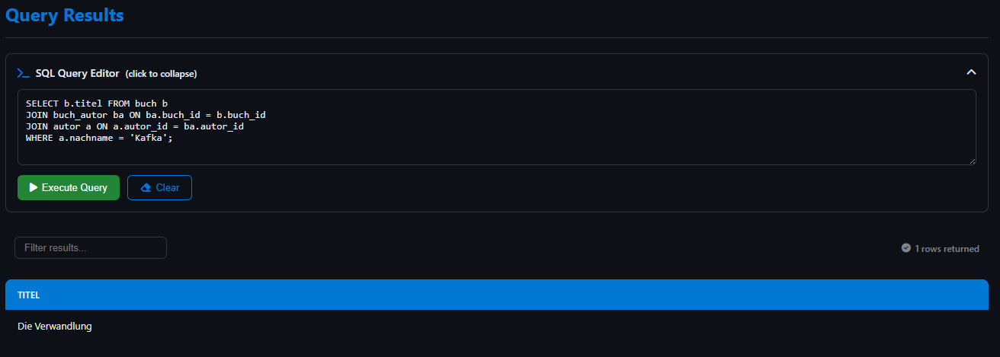 Query Results
SQL Query Editor (click to collapse)
SELECT b.titel FROM buch b
JOIN buch_autor ba ON ba.buch_id = b.buch_id
JOIN autor a ON a.autor_id = ba.autor_id
WHERE a.nachname = 'Kafka';
Execute Query Clear
Filter results... 1 rows returned
TITEL
Die Verwandlung